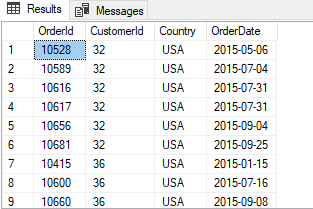 Results Messages
OrderId CustomerId Country OrderDate
1 10528 32 USA 2015-05-06
2 10589 32 USA 2015-07-04
3 10616 32 USA 2015-07-31
4 10617 32 USA 2015-07-31
5 10656 32 USA 2015-09-04
6 10681 32 USA 2015-09-25
7 10415 36 USA 2015-01-15
8 10600 36 USA 2015-07-16
9 10660 36 USA 2015-09-08